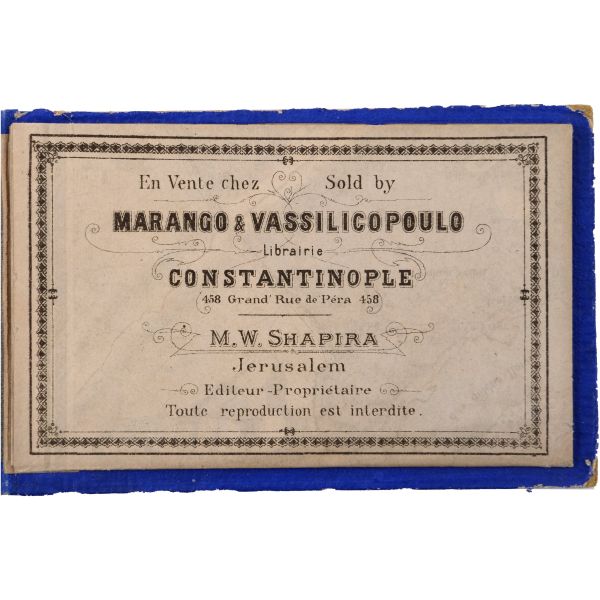 En Vente chez Sold by
MARANGO & VASSILICOPOULO
Librairie
CONSTANTINOPLE
458 Grand' Rue de Péra 458
M. W. SHAPIRA
Jerusalem
Editeur-Propriétaire
Toute reproduction est interdite.